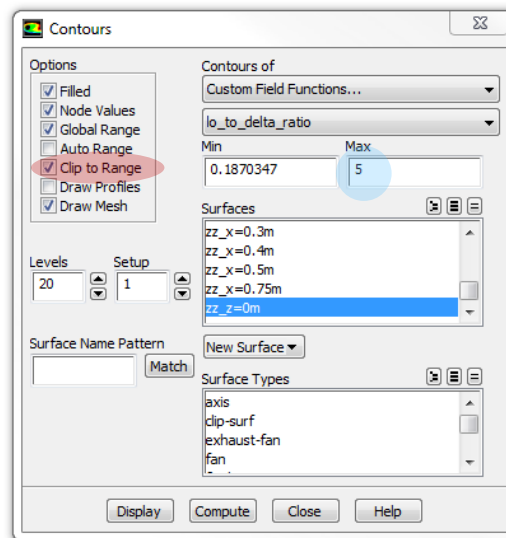 Contours
Options
Filled
Node Values
Global Range
Auto Range
Clip to Range
Draw Profiles
Draw Mesh
Levels Setup
20 1
Surface Name Pattern
Match
Contours of
Custom Field Functions...
lo_to_delta_ratio
Min Max
0.1870347 5
Surfaces
zz_x=0.3m
zz_x=0.4m
zz_x=0.5m
zz_x=0.75m
zz_z=0m
New Surface
Surface Types
axis
clip-surf
exhaust-fan
fan
Display Compute Close Help